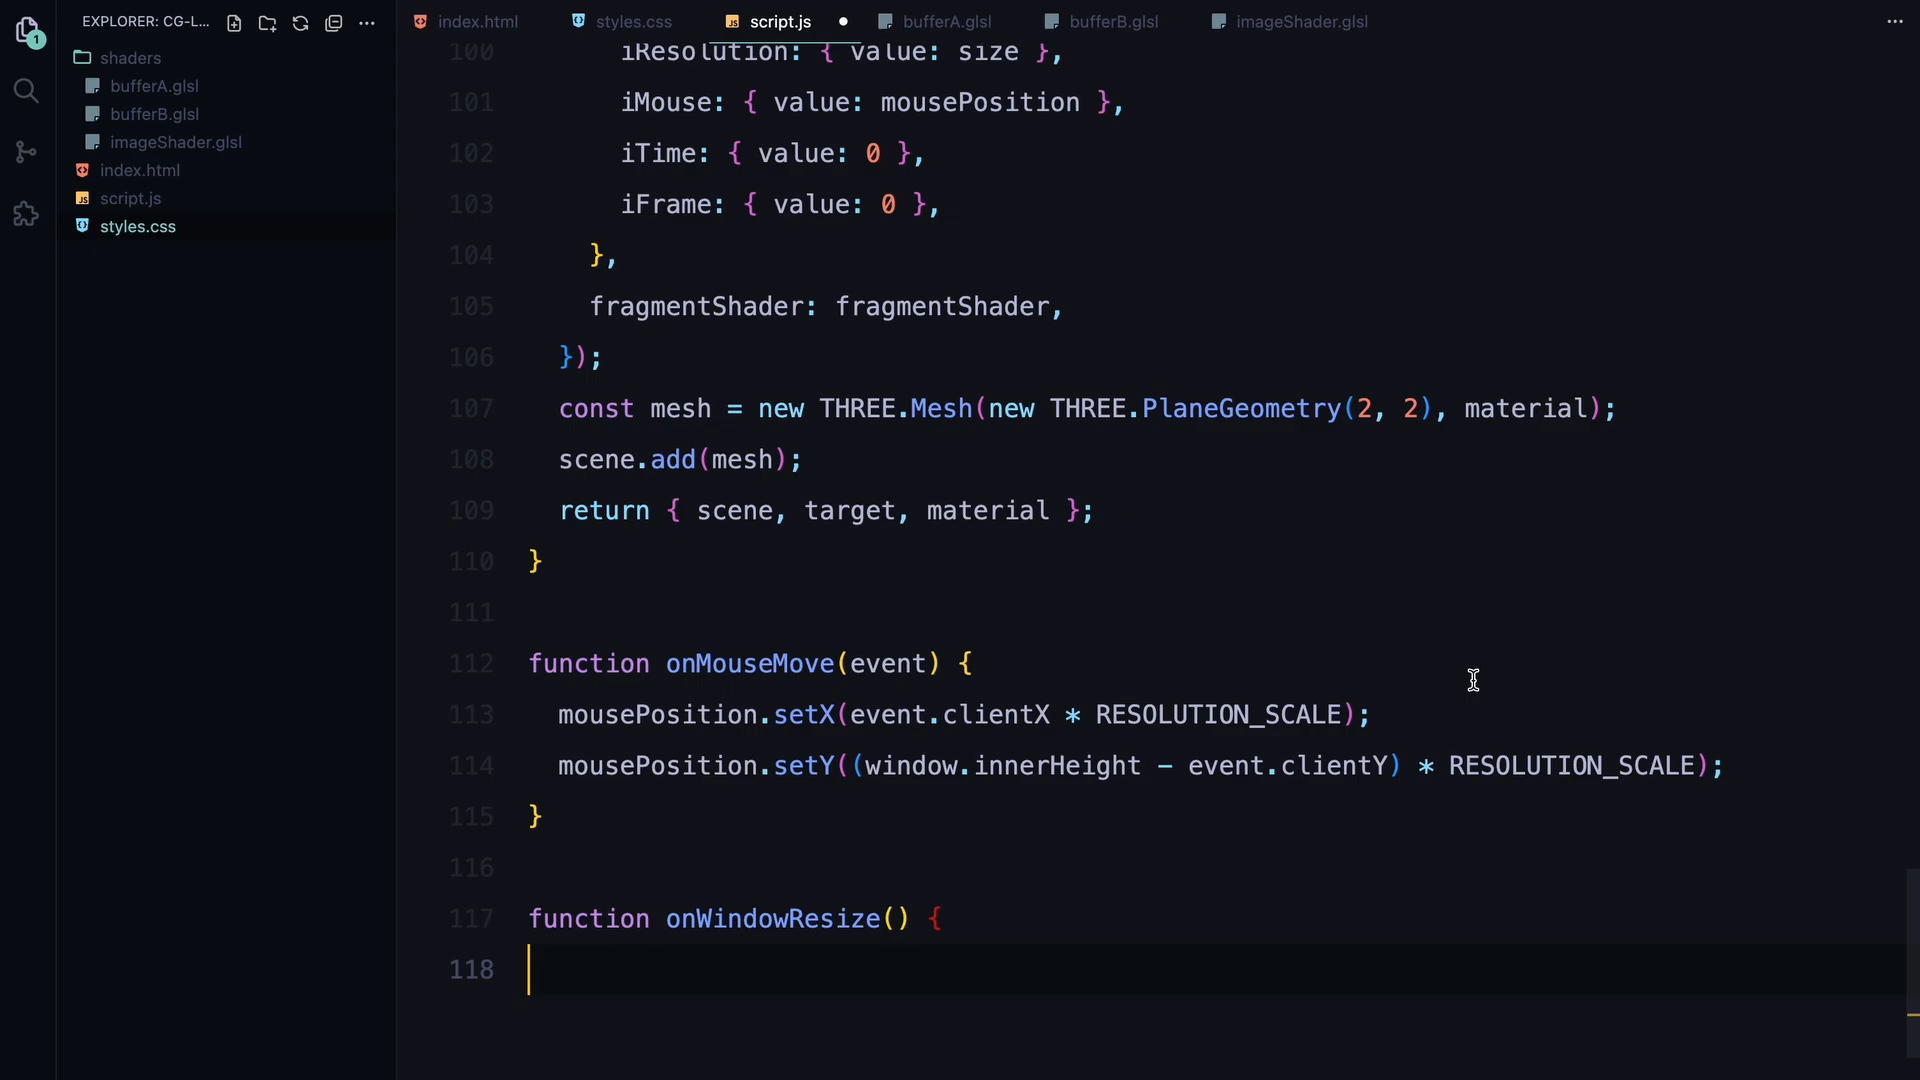 EXPLORER: CG-L...
index.html
styles.css
script.js
bufferA.glsl
bufferB.glsl
imageShader.glsl
1
shaders
bufferA.glsl
bufferB.glsl
imageShader.glsl
index.html
script.js
styles.css
100 iResolution: { value: size },
101 iMouse: { value: mousePosition },
102 iTime: { value: 0 },
103 iFrame: { value: 0 },
104 },
105 fragmentShader: fragmentShader,
106 });
107 const mesh = new THREE.Mesh(new THREE.PlaneGeometry(2, 2), material);
108 scene.add(mesh);
109 return { scene, target, material };
110 }
111
112 function onMouseMove(event) {
113 mousePosition.setX(event.clientX * RESOLUTION_SCALE);
114 mousePosition.setY((window.innerHeight - event.clientY) * RESOLUTION_SCALE);
115 }
116
117 function onWindowResize() {
118